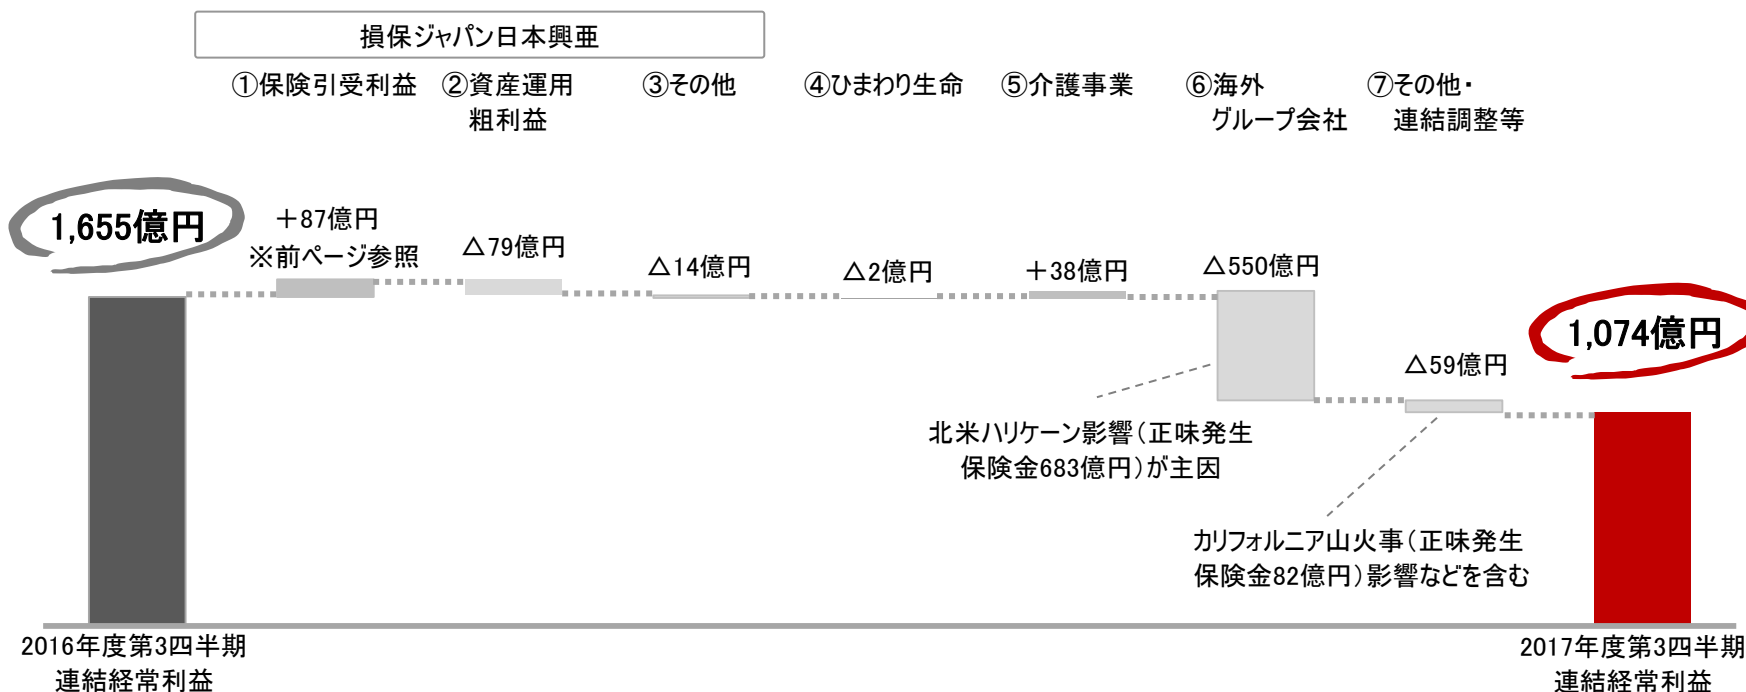 損保ジャパン日本興亜
①保険引受利益
②資産運用
粗利益
③その他
④ひまわり生命
⑤介護事業
⑥海外
グループ会社
⑦その他・
連結調整等
1,655億円
＋87億円
※前ページ参照
△79億円
△14億円
△2億円
＋38億円
△550億円
△59億円
1,074億円
北米ハリケーン影響（正味発生
保険金683億円）が主因
カリフォルニア山火事（正味発生
保険金82億円）影響などを含む
2016年度第3四半期
連結経常利益
2017年度第3四半期
連結経常利益